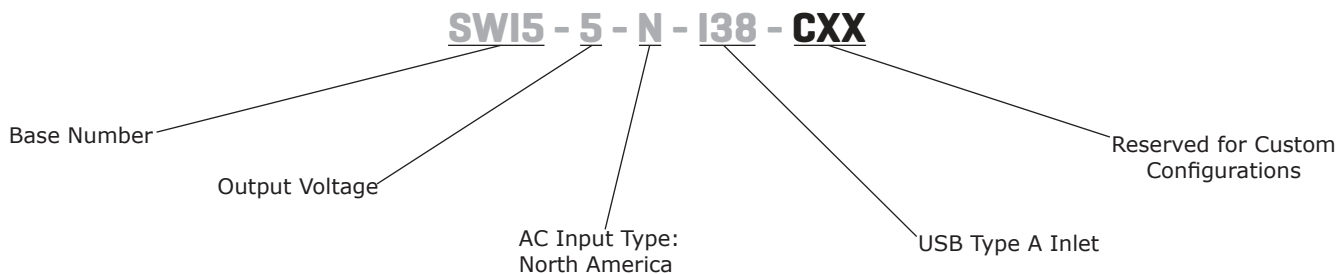 SWI5 - 5 - N - I38 - CXX
Base Number
Reserved for Custom
Configurations
Output Voltage
AC Input Type:
North America
USB Type A Inlet